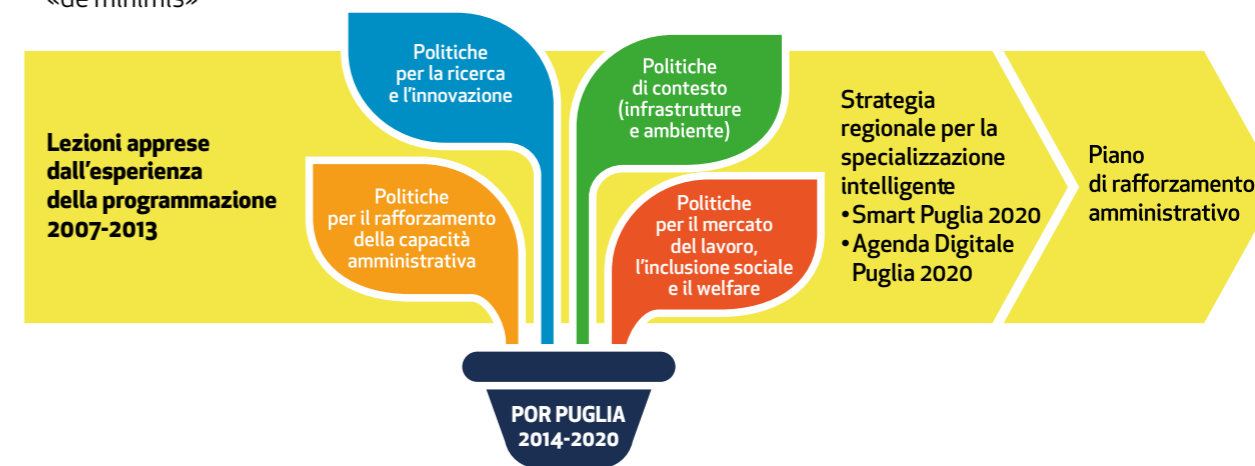 «de minimis»
Lezioni apprese
dall'esperienza
della programmazione
2007-2013
Politiche
per la ricerca
e l'innovazione
Politiche
per il rafforzamento
della capacità
amministrativa
Politiche
di contesto
(infrastrutture
e ambiente)
Politiche
per il mercato
del lavoro,
l'inclusione sociale
e il welfare
Strategia
regionale per la
specializzazione
intelligente
•Smart Puglia 2020
•Agenda Digitale
Puglia 2020
Piano
di rafforzamento
amministrativo
POR PUGLIA
2014-2020